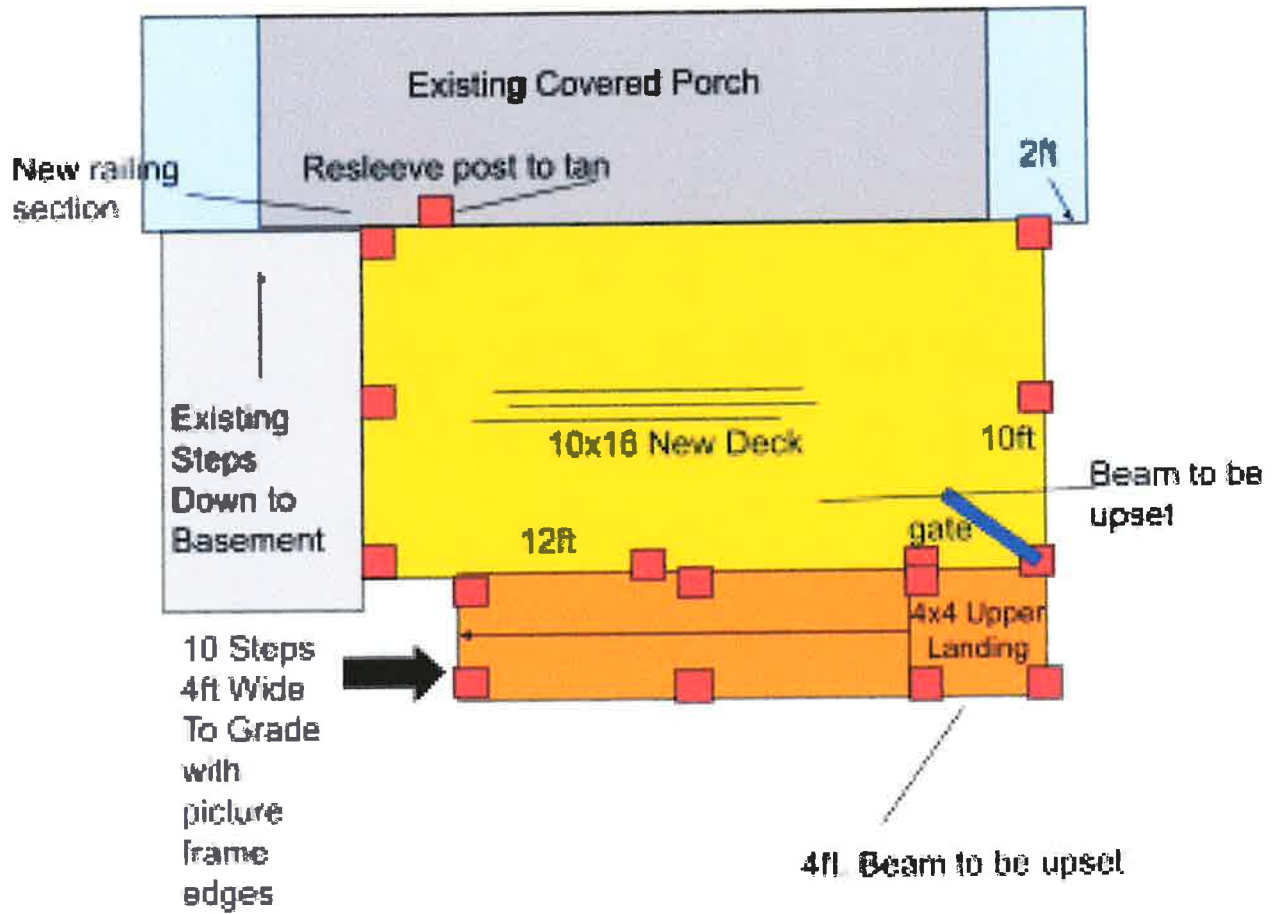 Existing Covered Porch
New railing
section
Resleeve post to tan
2ft
Existing
Steps
Down to
Basement
10x16 New Deck
10ft
Beam to be
upset
gate
12ft
4x4 Upper
Landing
10 Steps
4ft Wide
To Grade
with
picture
frame
edges
4ft. Beam to be upset